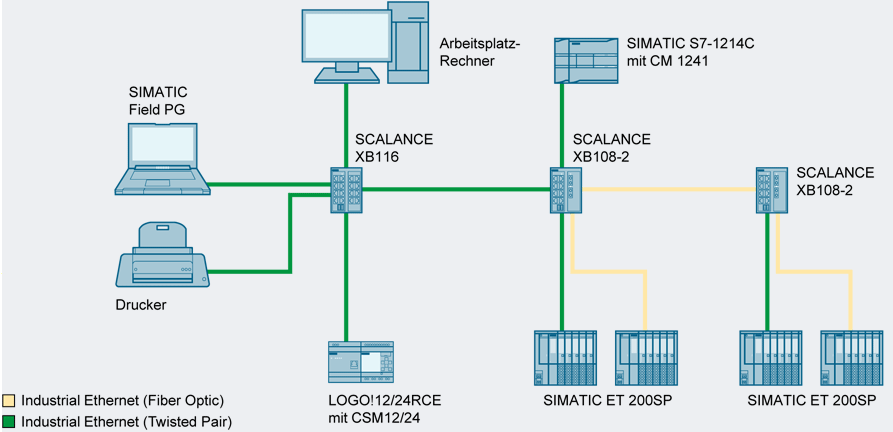 Arbeitsplatz-
Rechner
SIMATIC S7-1214C
mit CM 1241
SIMATIC
Field PG
SCALANCE
XB116
SCALANCE
XB108-2
SCALANCE
XB108-2
Drucker
LOGO!12/24RCE
mit CSM12/24
SIMATIC ET 200SP
SIMATIC ET 200SP
Industrial Ethernet (Fiber Optic)
Industrial Ethernet (Twisted Pair)